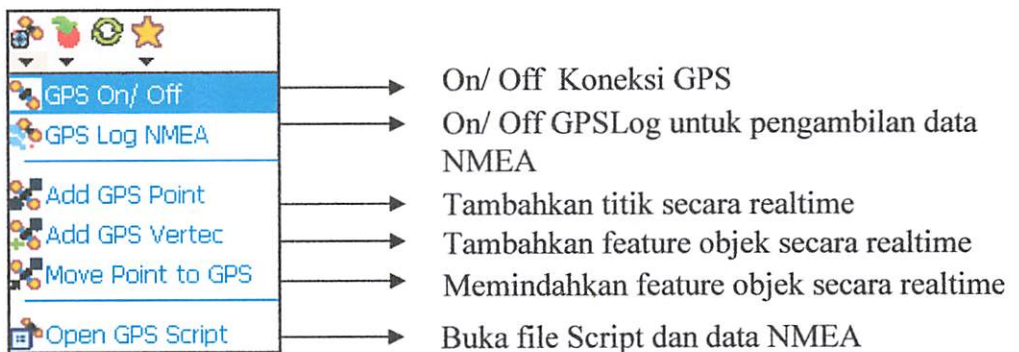 GPS On/ Off
On/ Off Koneksi GPS
GPS Log NMEA
On/ Off GPSLog untuk pengambilan data
NMEA
Add GPS Point
Tambahkan titik secara realtime
Add GPS Vertec
Tambahkan feature objek secara realtime
Move Point to GPS
Memindahkan feature objek secara realtime
Open GPS Script
Buka file Script dan data NMEA